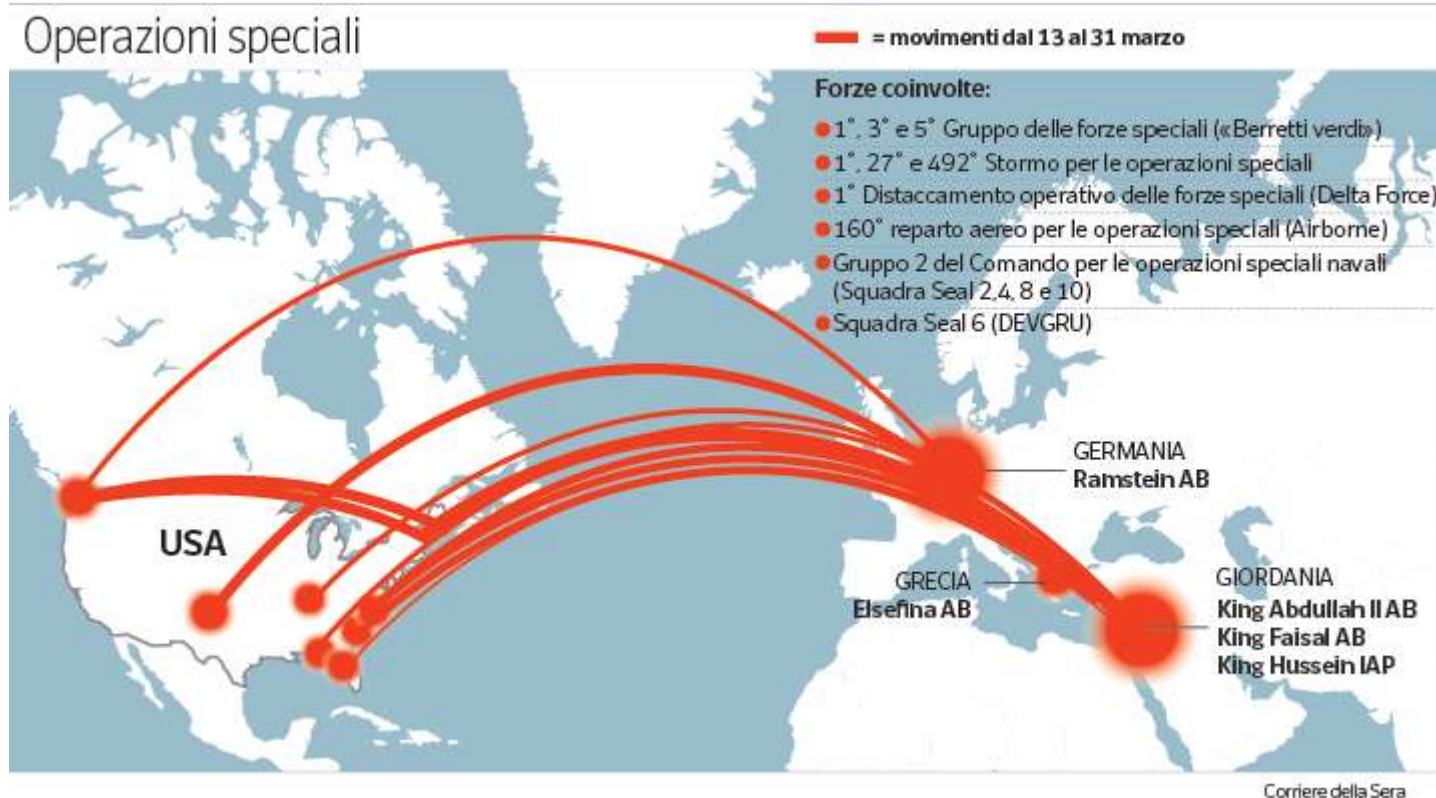 Operazioni speciali
= movimenti dal 13 al 31 marzo
Forze coinvolte:
1°, 3° e 5° Gruppo delle forze speciali («Berretti verdi»)
1°, 27° e 492° Stormo per le operazioni speciali
1° Distaccamento operativo delle forze speciali (Delta Force)
160° reparto aereo per le operazioni speciali (Airborne)
Gruppo 2 del Comando per le operazioni speciali navali
(Squadra Seal 2,4, 8 e 10)
Squadra Seal 6 (DEVGRU)
GERMANIA
Ramstein AB
USA
GRECIA
Elsefina AB
GIORDANIA
King Abdullah II AB
King Faisal AB
King Hussein IAP
Corriere della Sera